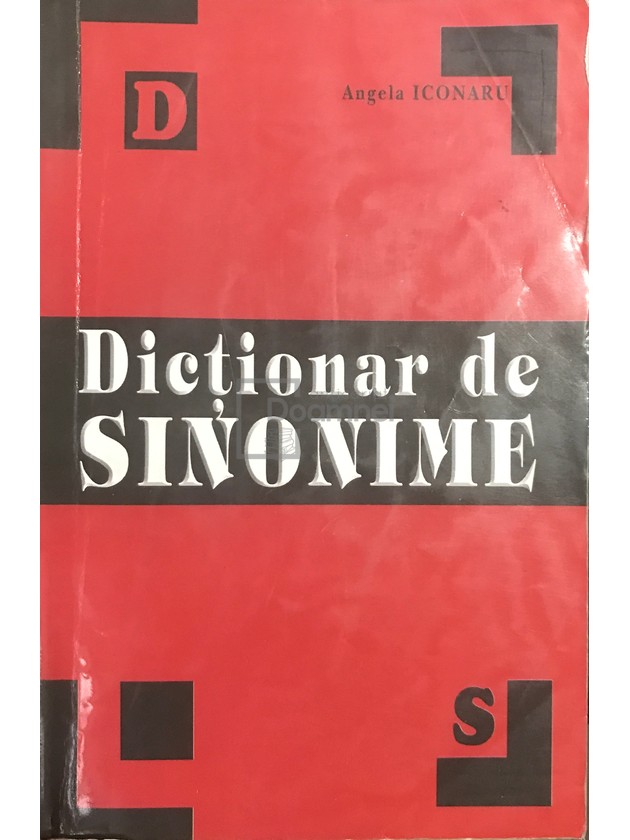 D
Angela ICONARU
Dicționar de
SINONIME
S